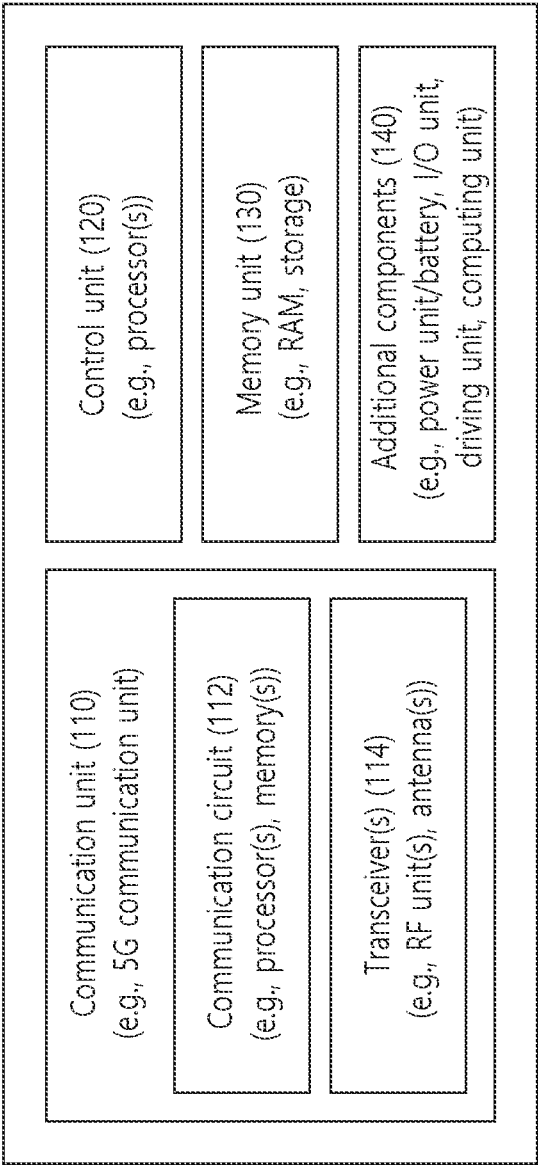 Communication unit (110)
(e.g., 5G communication unit)
Communication circuit (112)
(e.g., processor(s), memory(s))
Transceiver(s) (114)
(e.g., RF unit(s), antenna(s))
Control unit (120)
(e.g., processor(s))
Memory unit (130)
(e.g., RAM, storage)
Additional components (140)
(e.g., power unit/battery, I/O unit,
driving unit, computing unit)